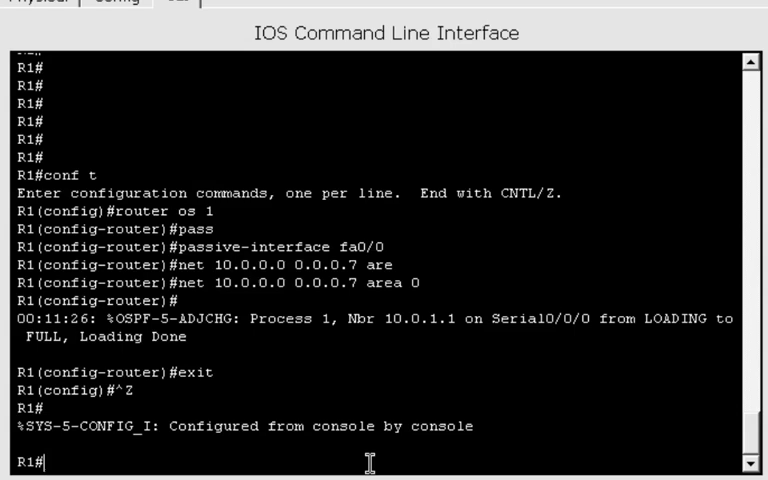 Physical Config
IOS Command Line Interface
R1#
R1#
R1#
R1#
R1#
R1#
R1#
R1#conf t
Enter configuration commands, one per line.  End with CNTL/Z.
R1(config)#router os 1
R1(config-router)#pass
R1(config-router)#passive-interface fa0/0
R1(config-router)#net 10.0.0.0 0.0.0.7 are
R1(config-router)#net 10.0.0.0 0.0.0.7 area 0
R1(config-router)#
00:11:26: %OSPF-5-ADJCHG: Process 1, Nbr 10.0.1.1 on Serial0/0/0 from LOADING to
FULL, Loading Done
R1(config-router)#exit
R1(config)#^Z
R1#
%SYS-5-CONFIG_I: Configured from console by console
R1#